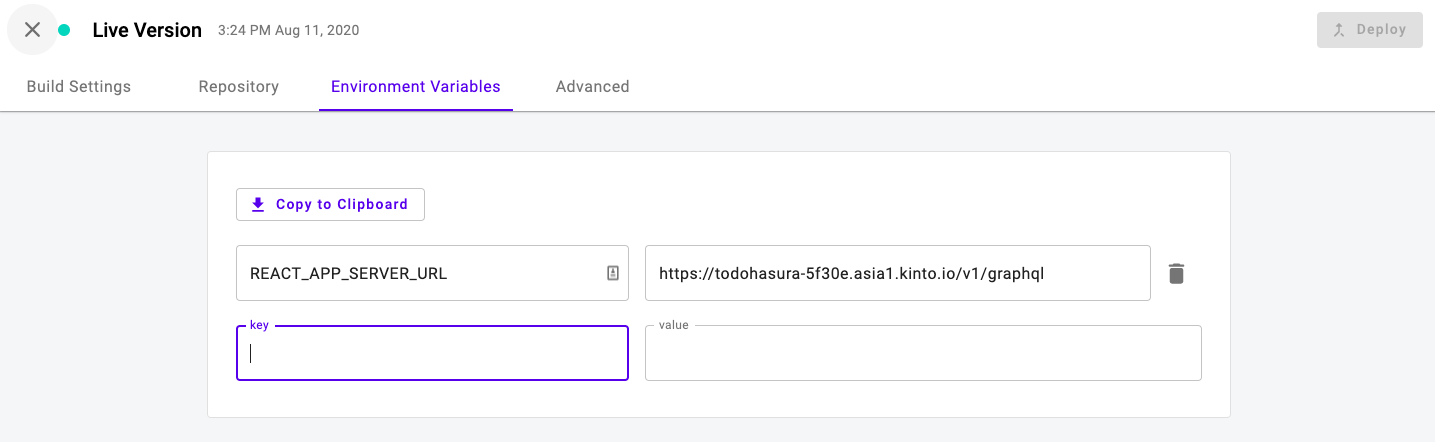 Live Version 3:24 PM Aug 11, 2020 Deploy
Build Settings Repository Environment Variables Advanced
Copy to Clipboard
REACT_APP_SERVER_URL https://todohasura-5f30e.asia1.kinto.io/v1/graphql
key value